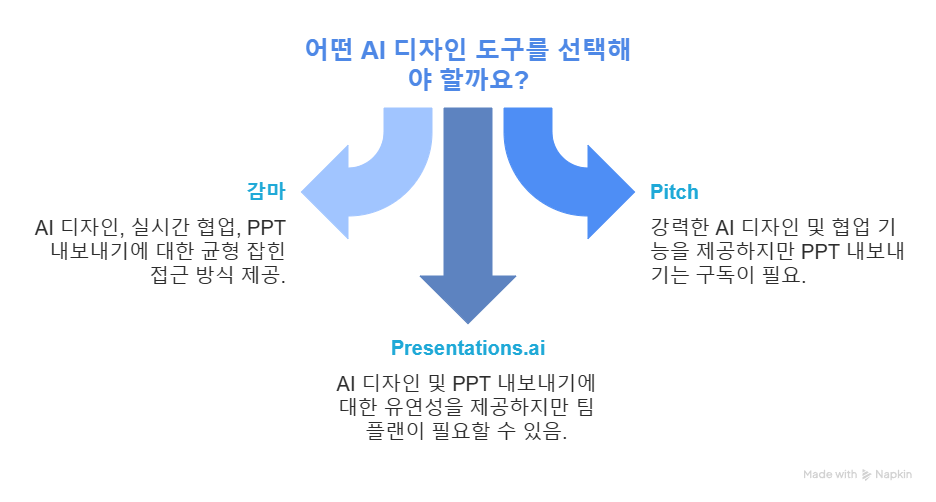 어떤 AI 디자인 도구를 선택해
야 할까요?
감마
AI 디자인, 실시간 협업, PPT
내보내기에 대한 균형 잡힌
접근 방식 제공.
Pitch
강력한 AI 디자인 및 협업 기
능을 제공하지만 PPT 내보내
기는 구독이 필요.
Presentations.ai
AI 디자인 및 PPT 내보내기에
대한 유연성을 제공하지만 팀
플랜이 필요할 수 있음.
Made with Napkin